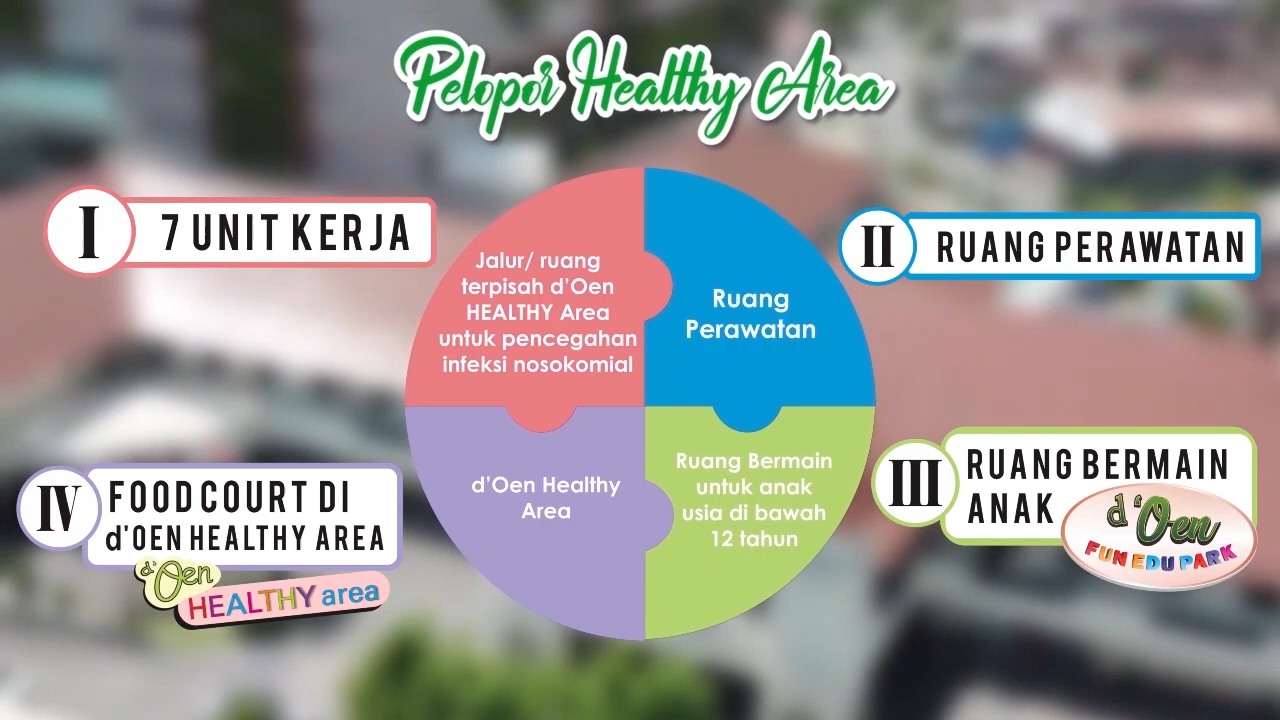 Pelopor Healthy Area
I
7 UNIT KERJA
Jalur/ ruang
terpisah d'Oen
HEALTHY Area
untuk pencegahan
infeksi nosokomial
Ruang
Perawatan
II
RUANG PERAWATAN
IV
FOODCOURT DI
d'OEN HEALTHY AREA
d'Oen
HEALTHY area
d'Oen Healthy
Area
Ruang Bermain
untuk anak
usia di bawah
12 tahun
III
RUANG BERMAIN
ANAK
d'Oen
FUN EDU PARK